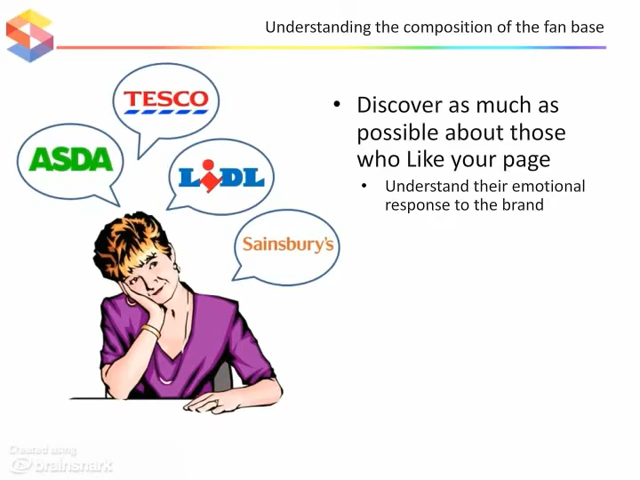 Understanding the composition of the fan base
TESCO
ASDA
LIDL
Sainsbury's
• Discover as much as
possible about those
who Like your page
• Understand their emotional
response to the brand
Created using
brainshark